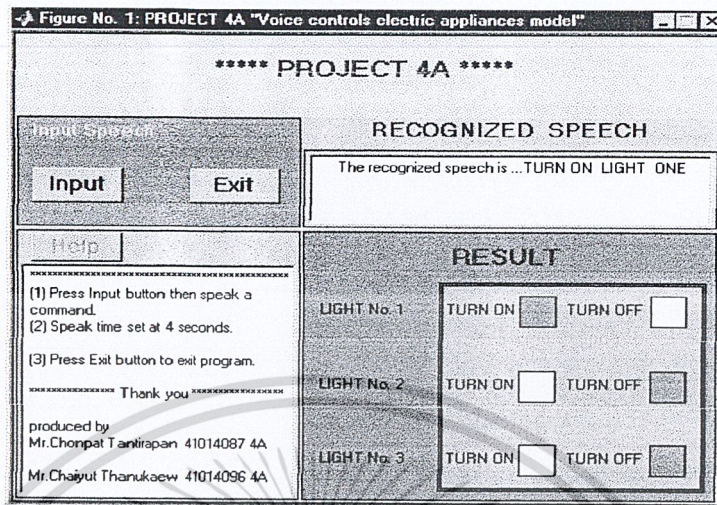 Figure No. 1: PROJECT 4A "Voice controls electric appliances model"
***** PROJECT 4A *****
Input Speech
Input
Exit
RECOGNIZED SPEECH
The recognized speech is ...TURN ON LIGHT ONE
Help
(1) Press Input button then speak a
command.
(2) Speak time set at 4 seconds.
(3) Press Exit button to exit program.
**************** Thank you ******************
produced by
Mr.Chonpat Tantirapan 41014087 4A
Mr.Chaiyut Thanukaew 41014096 4A
RESULT
LIGHT No. 1 TURN ON TURN OFF
LIGHT No. 2 TURN ON TURN OFF
LIGHT No. 3 TURN ON TURN OFF